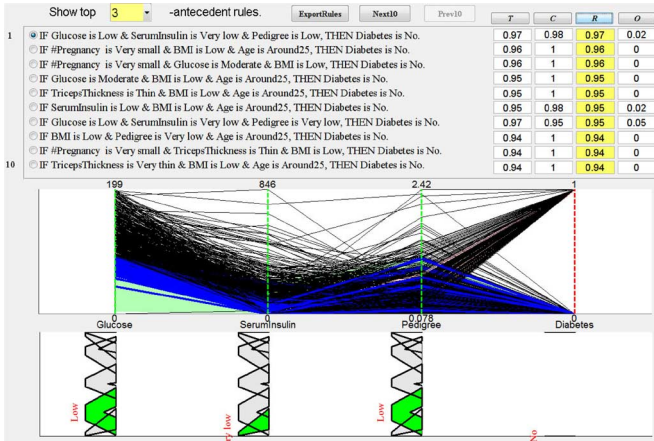 Show top 3 -antecedent rules. ExportRules Next10 Prev10 T C R O
1 IF Glucose is Low & SerumInsulin is Very low & Pedigree is Low, THEN Diabetes is No. 0.97 0.98 0.97 0.02
IF #Pregnancy is Very small & BMI is Low & Age is Around25, THEN Diabetes is No. 0.96 1 0.96 0
IF #Pregnancy is Very small & Glucose is Moderate & BMI is Low, THEN Diabetes is No. 0.96 1 0.96 0
IF Glucose is Moderate & BMI is Low & Age is Around25, THEN Diabetes is No. 0.95 1 0.95 0
IF TricepsThickness is Thin & BMI is Low & Age is Around25, THEN Diabetes is No. 0.95 1 0.95 0
IF SerumInsulin is Low & BMI is Low & Age is Around25, THEN Diabetes is No. 0.95 0.98 0.95 0.02
IF Glucose is Low & SerumInsulin is Very low & Pedigree is Very low, THEN Diabetes is No. 0.97 0.95 0.95 0.05
IF BMI is Low & Pedigree is Very low & Age is Around25, THEN Diabetes is No. 0.94 1 0.94 0
IF #Pregnancy is Very small & TricepsThickness is Thin & BMI is Low, THEN Diabetes is No. 0.94 1 0.94 0
10 IF TricepsThickness is Very thin & BMI is Low & Age is Around25, THEN Diabetes is No. 0.94 1 0.94 0
199 846 2.42 1
0 0 0.078 0
Glucose SerumInsulin Pedigree Diabetes
Low ry low Low No